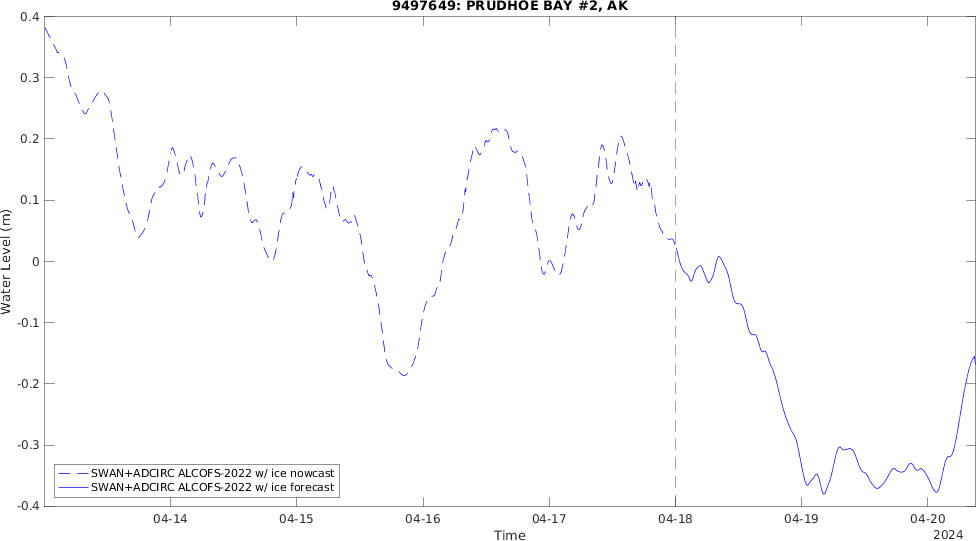 9497649: PRUDHOE BAY #2, AK
0.4
0.3
0.2
0.1
0
-0.1
-0.2
-0.3
-0.4
Water Level (m)
SWAN+ADCIRC ALCOFS-2022 w/ ice nowcast
SWAN+ADCIRC ALCOFS-2022 w/ ice forecast
04-14 04-15 04-16 04-17 04-18 04-19 04-20
Time
2024